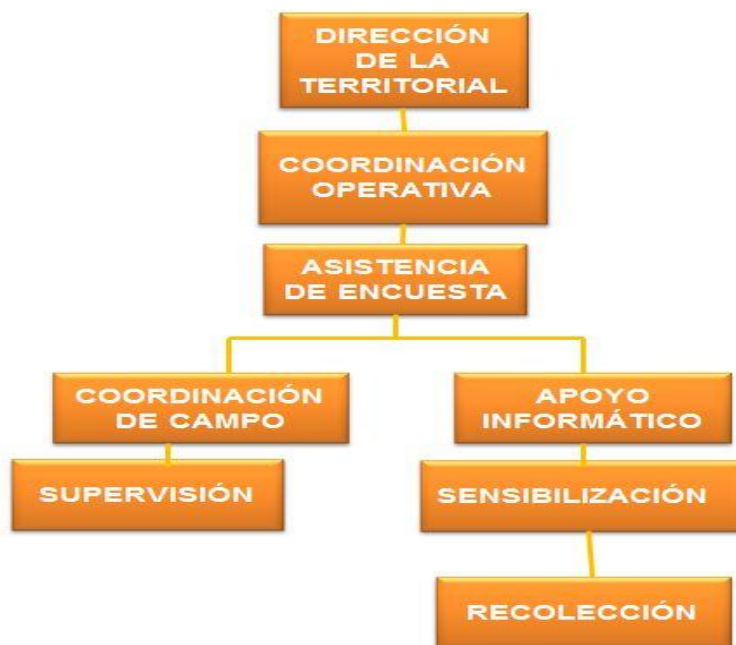 DIRECCIÓN
DE LA
TERRITORIAL
COORDINACIÓN
OPERATIVA
ASISTENCIA
DE ENCUESTA
COORDINACIÓN
DE CAMPO
APOYO
INFORMÁTICO
SUPERVISIÓN
SENSIBILIZACIÓN
RECOLECCIÓN